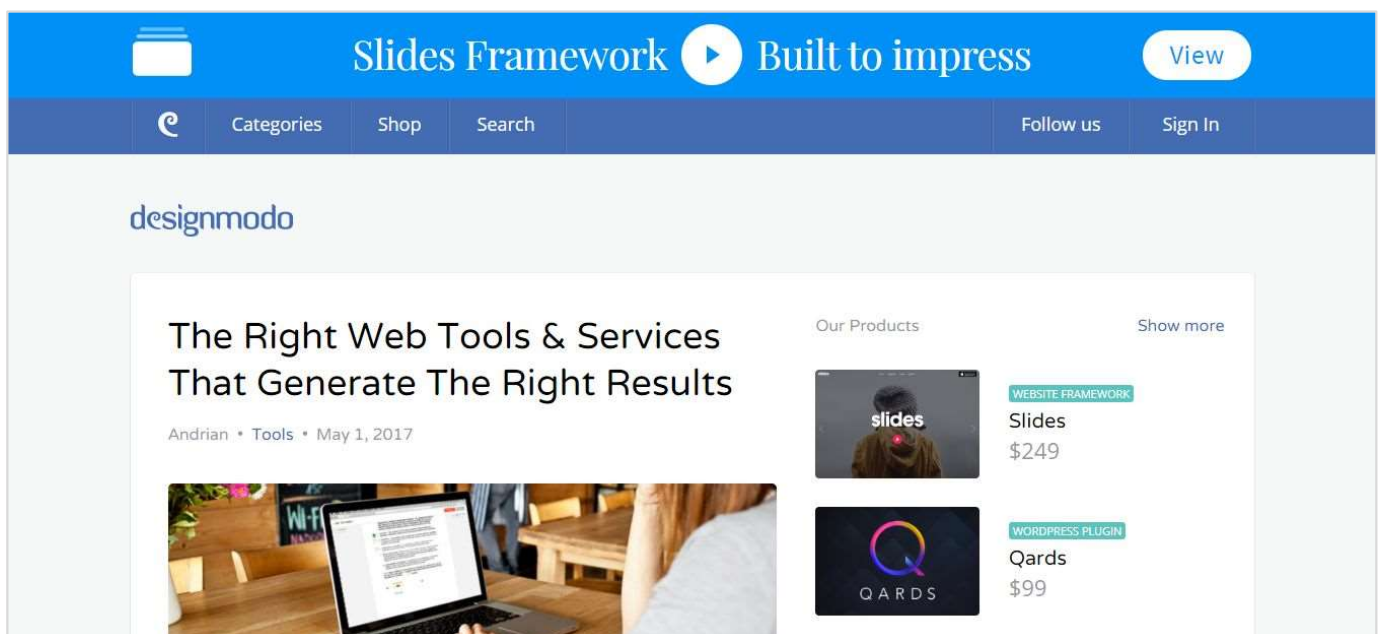 Slides Framework Built to impress
View
Categories
Shop
Search
Follow us
Sign In
designmodo
The Right Web Tools & Services
That Generate The Right Results
Andrian • Tools • May 1, 2017
WI-F
Our Products
Show more
slides
WEBSITE FRAMEWORK
Slides
$249
QARDS
WORDPRESS PLUGIN
Qards
$99